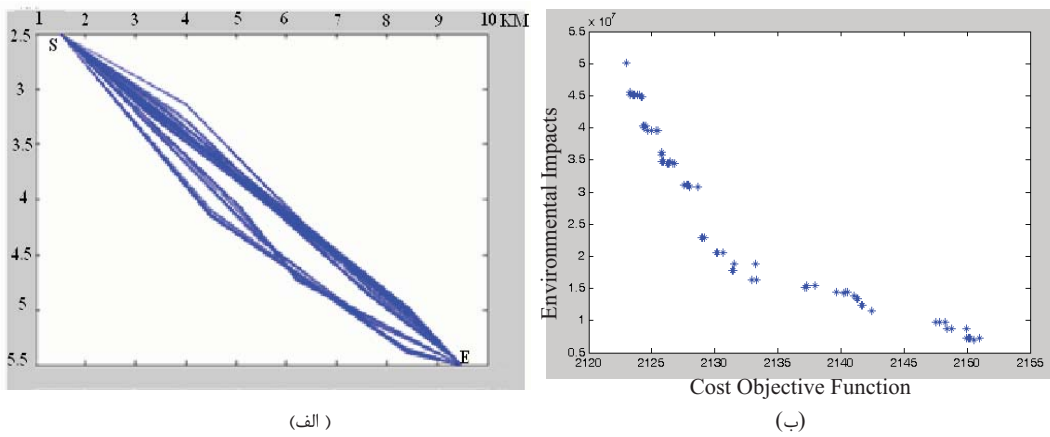 1 2 3 4 5 6 7 8 9 10 KM
2.5
S
3
3.5
4
4.5
5
5.5
E
(الف)
× 10⁷
5.5
5
4.5
4
3.5
3
2.5
2
1.5
1
0.5
2120 2125 2130 2135 2140 2145 2150 2155
Environmental Impacts
Cost Objective Function
(ب)